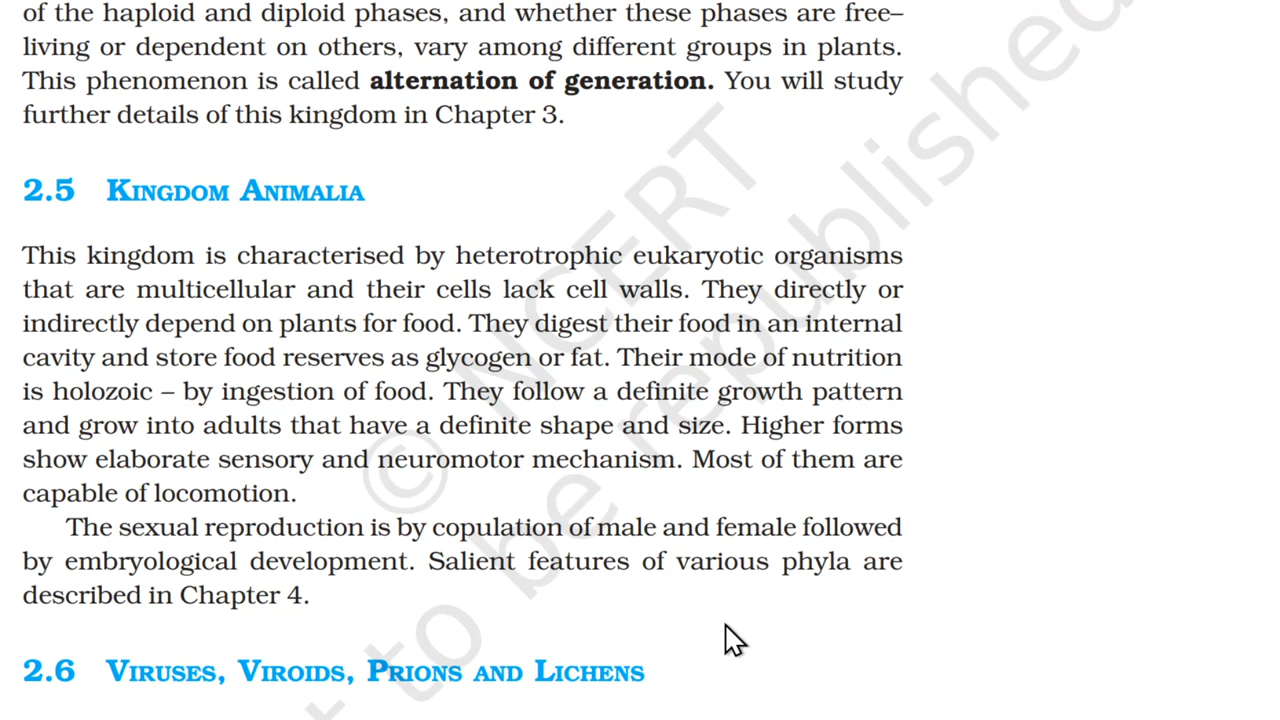 of the haploid and diploid phases, and whether these phases are free–
living or dependent on others, vary among different groups in plants.
This phenomenon is called alternation of generation. You will study
further details of this kingdom in Chapter 3.
2.5 KINGDOM ANIMALIA
This kingdom is characterised by heterotrophic eukaryotic organisms
that are multicellular and their cells lack cell walls. They directly or
indirectly depend on plants for food. They digest their food in an internal
cavity and store food reserves as glycogen or fat. Their mode of nutrition
is holozoic – by ingestion of food. They follow a definite growth pattern
and grow into adults that have a definite shape and size. Higher forms
show elaborate sensory and neuromotor mechanism. Most of them are
capable of locomotion.
The sexual reproduction is by copulation of male and female followed
by embryological development. Salient features of various phyla are
described in Chapter 4.
2.6 VIRUSES, VIROIDS, PRIONS AND LICHENS
© NCERT
to be republished